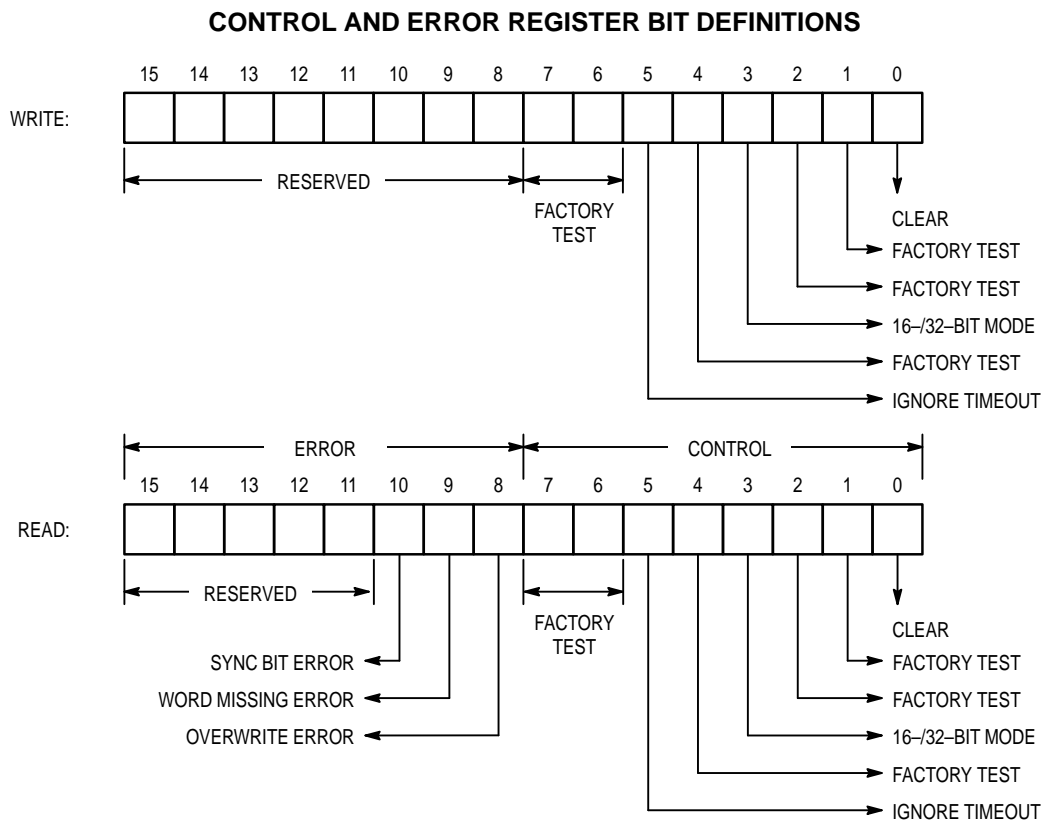 CONTROL AND ERROR REGISTER BIT DEFINITIONS
15 14 13 12 11 10 9 8 7 6 5 4 3 2 1 0
WRITE:
RESERVED
FACTORY
TEST
CLEAR
FACTORY TEST
FACTORY TEST
16–/32–BIT MODE
FACTORY TEST
IGNORE TIMEOUT
ERROR CONTROL
15 14 13 12 11 10 9 8 7 6 5 4 3 2 1 0
READ:
RESERVED
FACTORY
TEST
CLEAR
SYNC BIT ERROR FACTORY TEST
WORD MISSING ERROR FACTORY TEST
OVERWRITE ERROR 16–/32–BIT MODE
FACTORY TEST
IGNORE TIMEOUT